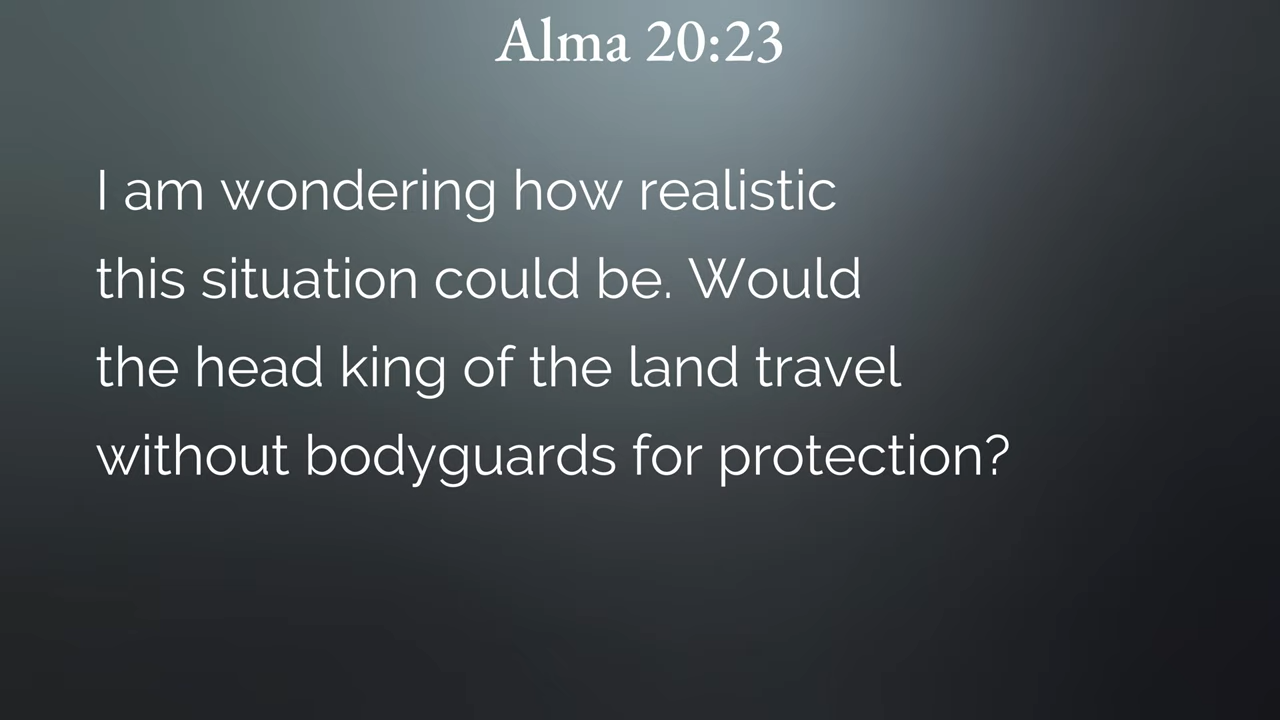 Alma 20:23
I am wondering how realistic
this situation could be. Would
the head king of the land travel
without bodyguards for protection?